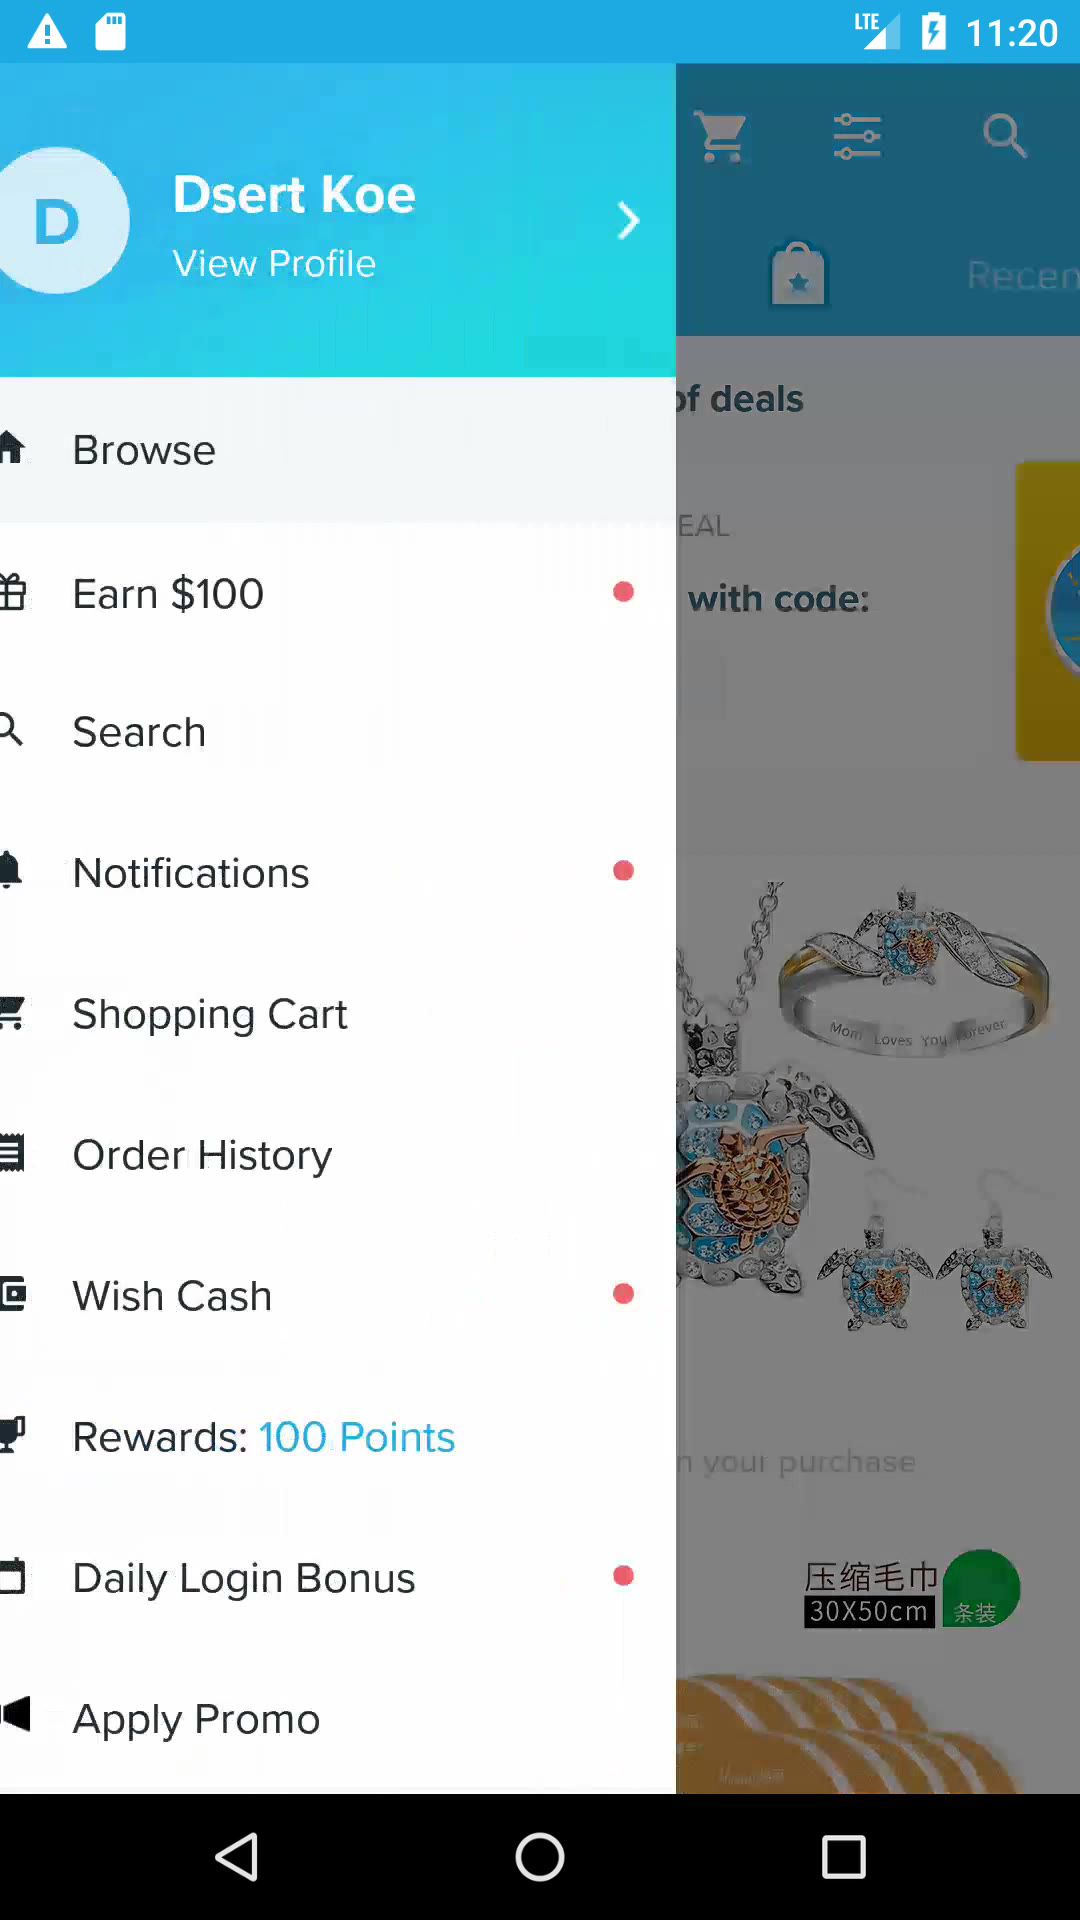 LTE 11:20
D
Dsert Koe
View Profile
Recen
of deals
Browse
EAL
Earn $100
with code:
Search
Notifications
Shopping Cart
Mom Loves You Forever
Order History
Wish Cash
Rewards: 100 Points
n your purchase
压缩毛巾
30X50cm
条装
Daily Login Bonus
Apply Promo